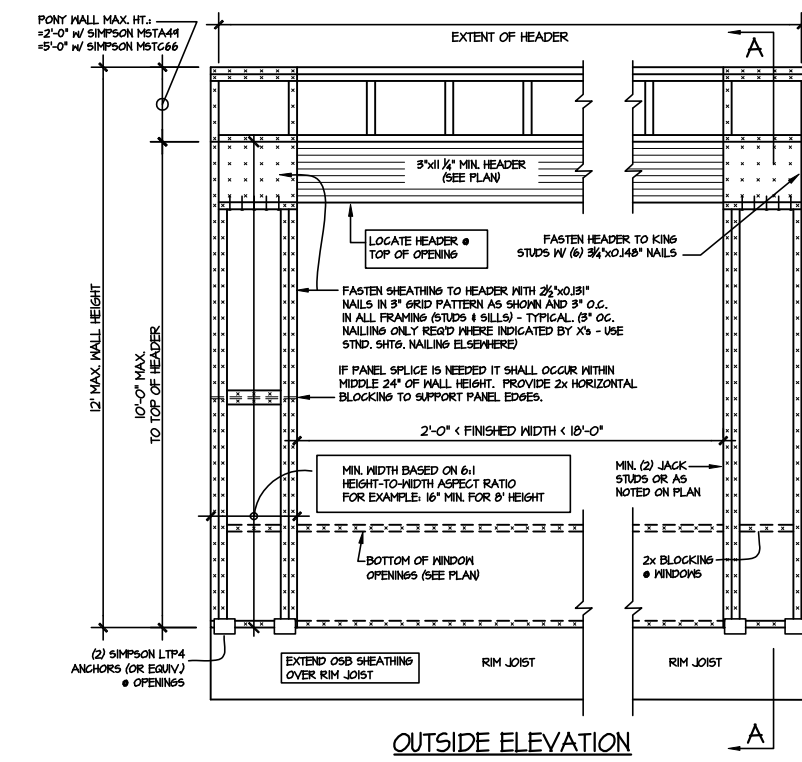 PONY WALL MAX. HT.:
=2'-0" W/ SIMPSON MSTA49
=5'-0" W/ SIMPSON MSTC66
EXTENT OF HEADER
A
3"x11 1/4" MIN. HEADER
(SEE PLAN)
LOCATE HEADER @
TOP OF OPENING
FASTEN HEADER TO KING
STUDS W/ (6) 3 1/4"x0.148" NAILS
FASTEN SHEATHING TO HEADER WITH 2 1/2"x0.131"
NAILS IN 3" GRID PATTERN AS SHOWN AND 3" O.C.
IN ALL FRAMING (STUDS & SILLS) - TYPICAL. (3" OC.
NAILIING ONLY REQ'D WHERE INDICATED BY X's - USE
STND. SHTG. NAILING ELSEWHERE)
12' MAX. WALL HEIGHT
10'-0" MAX.
TO TOP OF HEADER
IF PANEL SPLICE IS NEEDED IT SHALL OCCUR WITHIN
MIDDLE 24" OF WALL HEIGHT. PROVIDE 2x HORIZONTAL
BLOCKING TO SUPPORT PANEL EDGES.
2'-0" < FINISHED WIDTH < 18'-0"
MIN. WIDTH BASED ON 6:1
HEIGHT-TO-WIDTH ASPECT RATIO
FOR EXAMPLE: 16" MIN. FOR 8' HEIGHT
MIN. (2) JACK
STUDS OR AS
NOTED ON PLAN
BOTTOM OF WINDOW
OPENINGS (SEE PLAN)
2x BLOCKING
@ WINDOWS
(2) SIMPSON LTP4
ANCHORS (OR EQUIV.)
@ OPENINGS
EXTEND OSB SHEATHING
OVER RIM JOIST
RIM JOIST
RIM JOIST
A
OUTSIDE ELEVATION